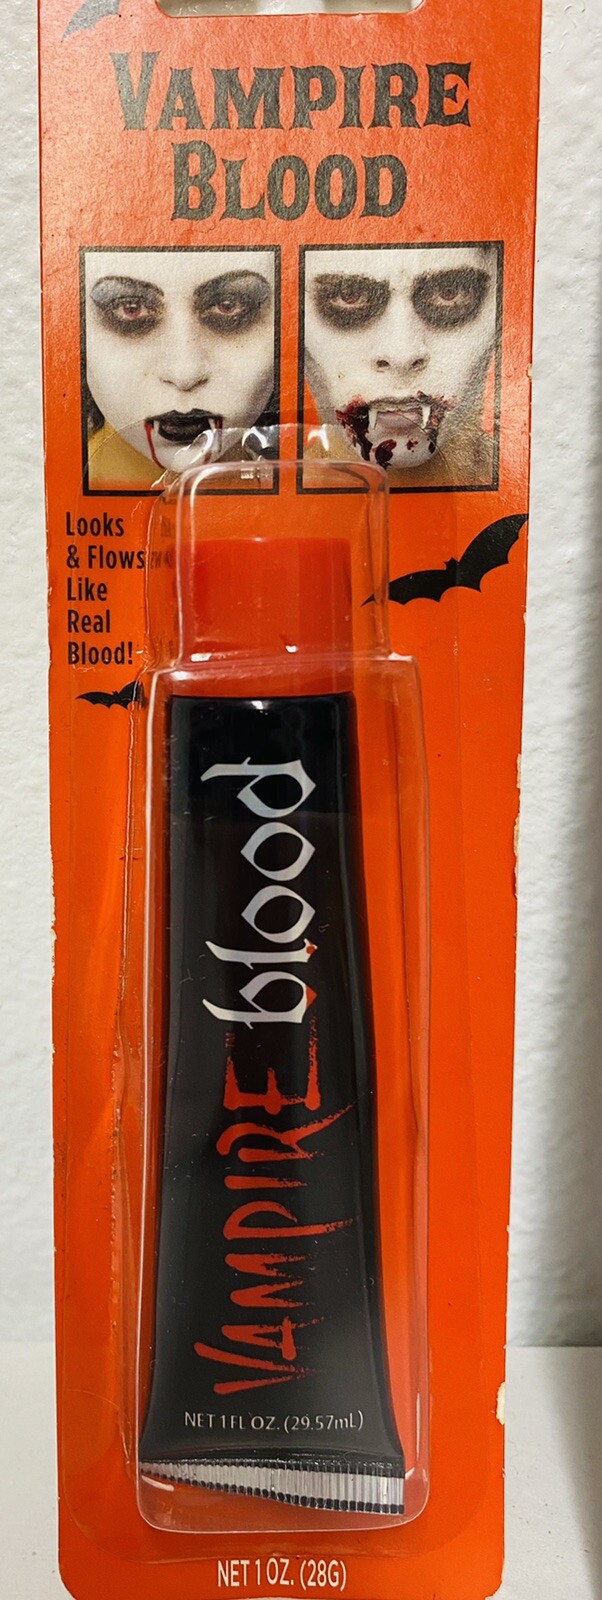 VAMPIRE
BLOOD
Looks
& Flows
Like
Real
Blood!
VAMPIRE blood
NET 1 FL OZ. (29.57mL)
NET 1 OZ. (28G)